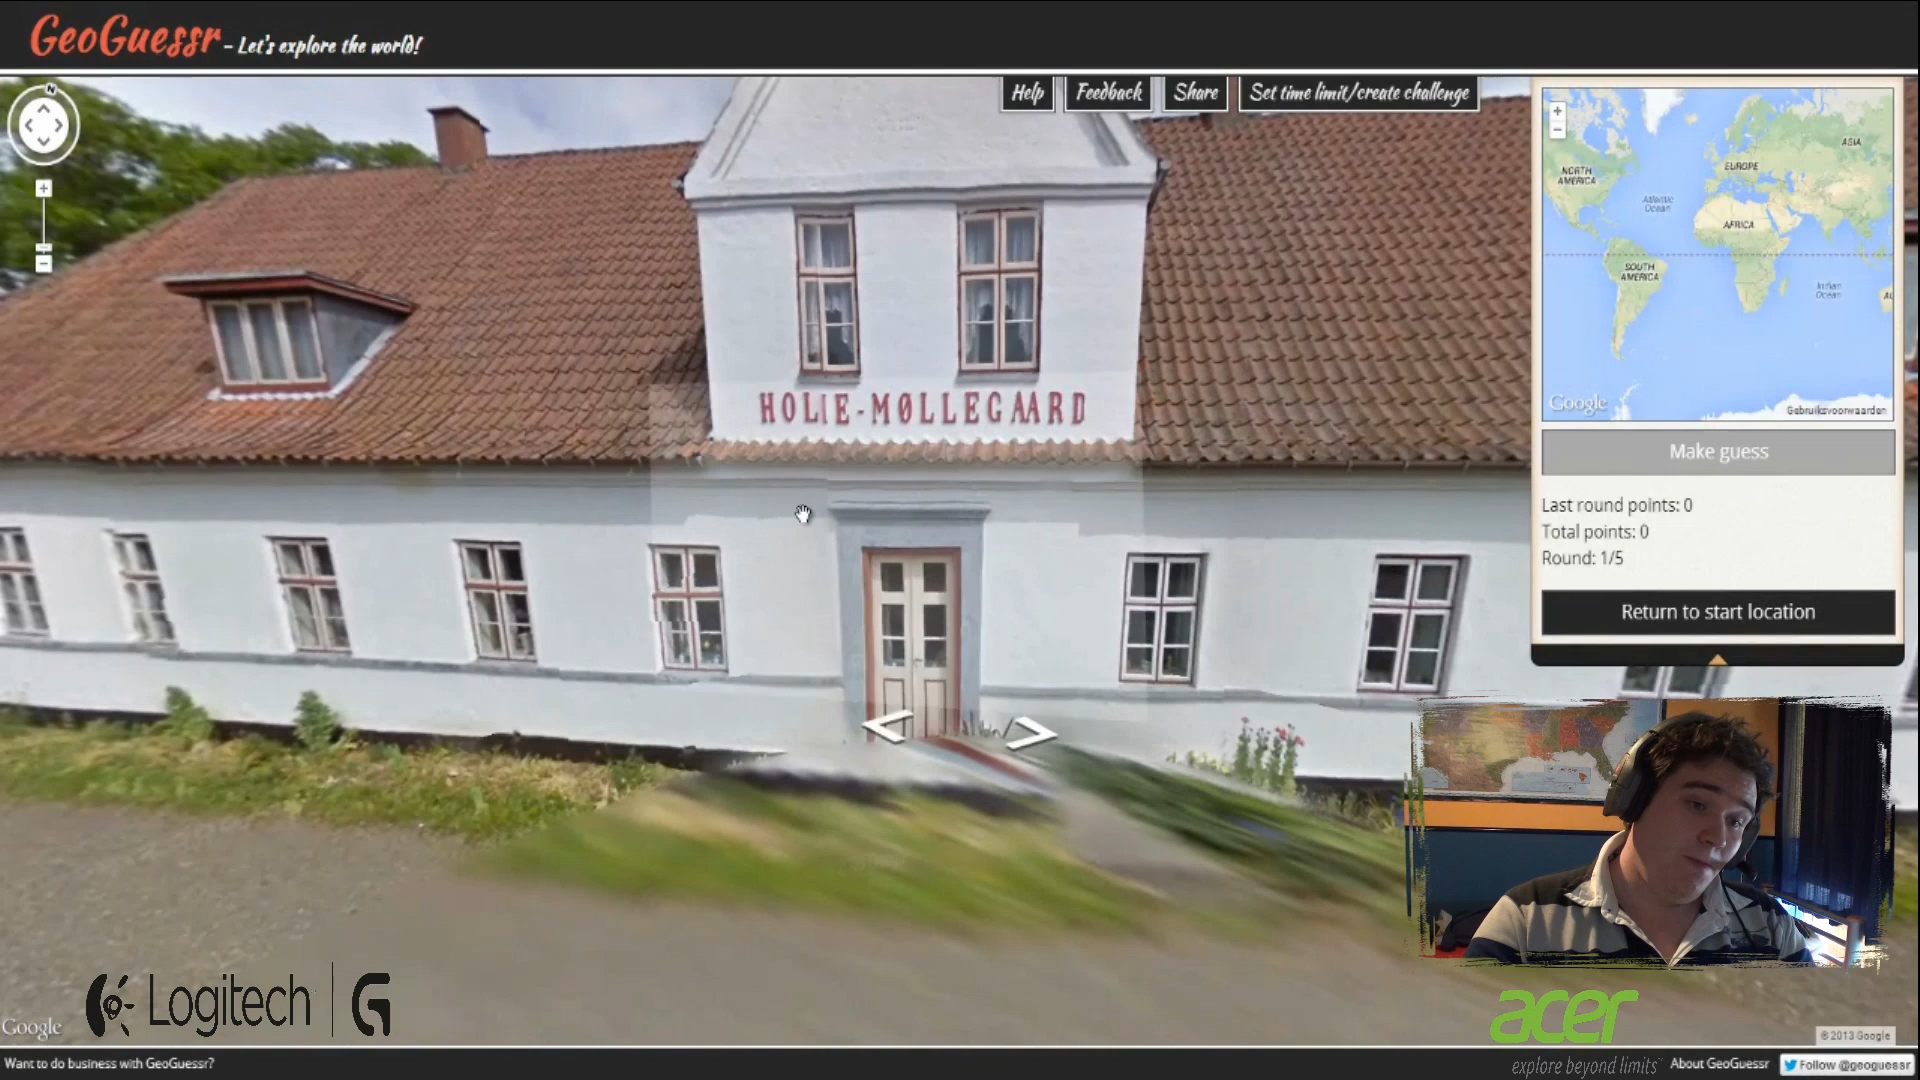 GeoGuessr - Let's explore the world!
Help
Feedback
Share
Set time limit/create challenge
N
NORTH AMERICA
EUROPE
ASIA
Atlantic Ocean
AFRICA
SOUTH AMERICA
Indian Ocean
AU
Google
Gebruiksvoorwaarden
HOLIE-MØLLEGAARD
Make guess
Last round points: 0
Total points: 0
Round: 1/5
Return to start location
Logitech | G
Google
acer
explore beyond limits™
© 2013 Google
Want to do business with GeoGuessr?
About GeoGuessr
Follow @geoguessr